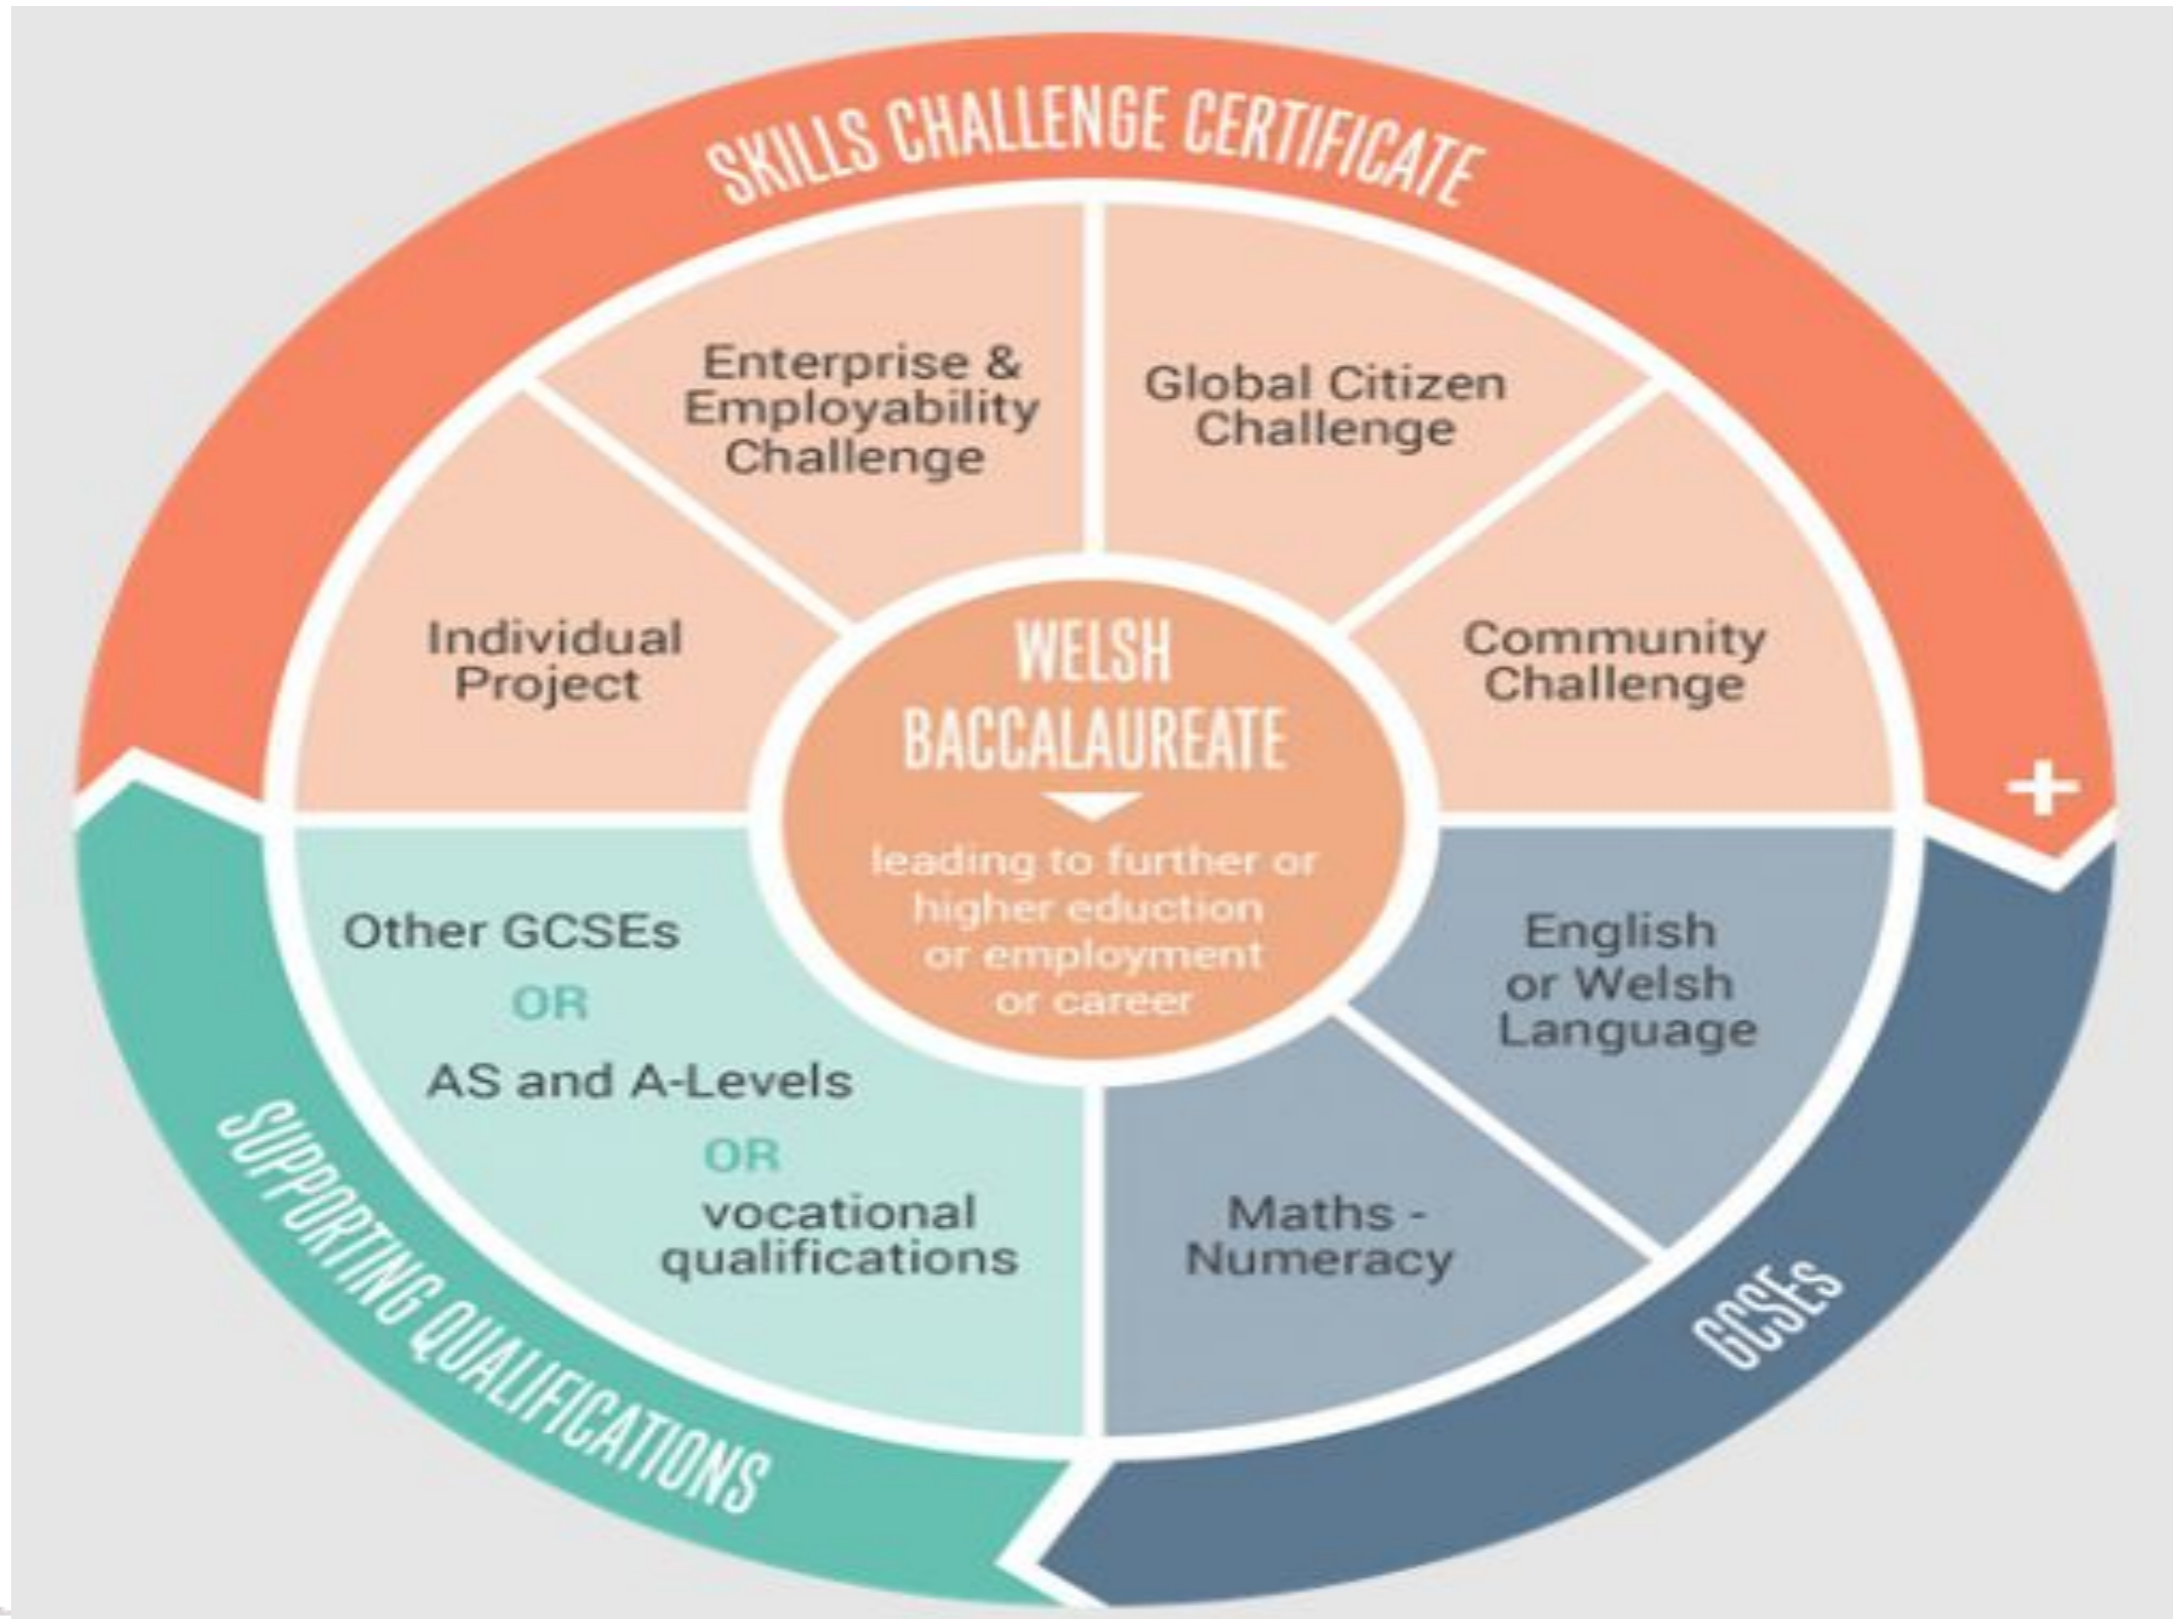 SKILLS CHALLENGE CERTIFICATE
Enterprise &
Employability
Challenge
Global Citizen
Challenge
Individual
Project
Community
Challenge
+
WELSH
BACCALAUREATE
leading to further or
higher eduction
or employment
or career
Other GCSEs
OR
AS and A-Levels
OR
vocational
qualifications
English
or Welsh
Language
Maths -
Numeracy
SUPPORTING QUALIFICATIONS
GCSEs